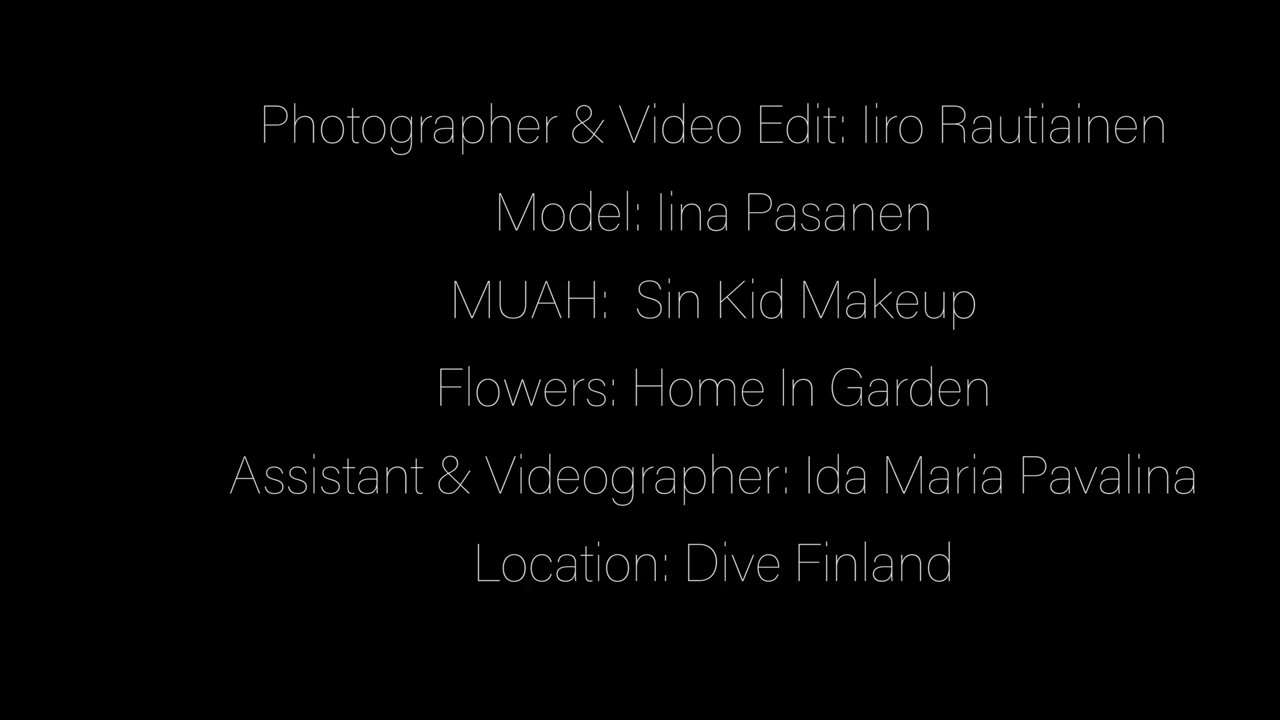 Photographer & Video Edit: Iiro Rautiainen
Model: Iina Pasanen
MUAH:  Sin Kid Makeup
Flowers: Home In Garden
Assistant & Videographer: Ida Maria Pavalina
Location: Dive Finland